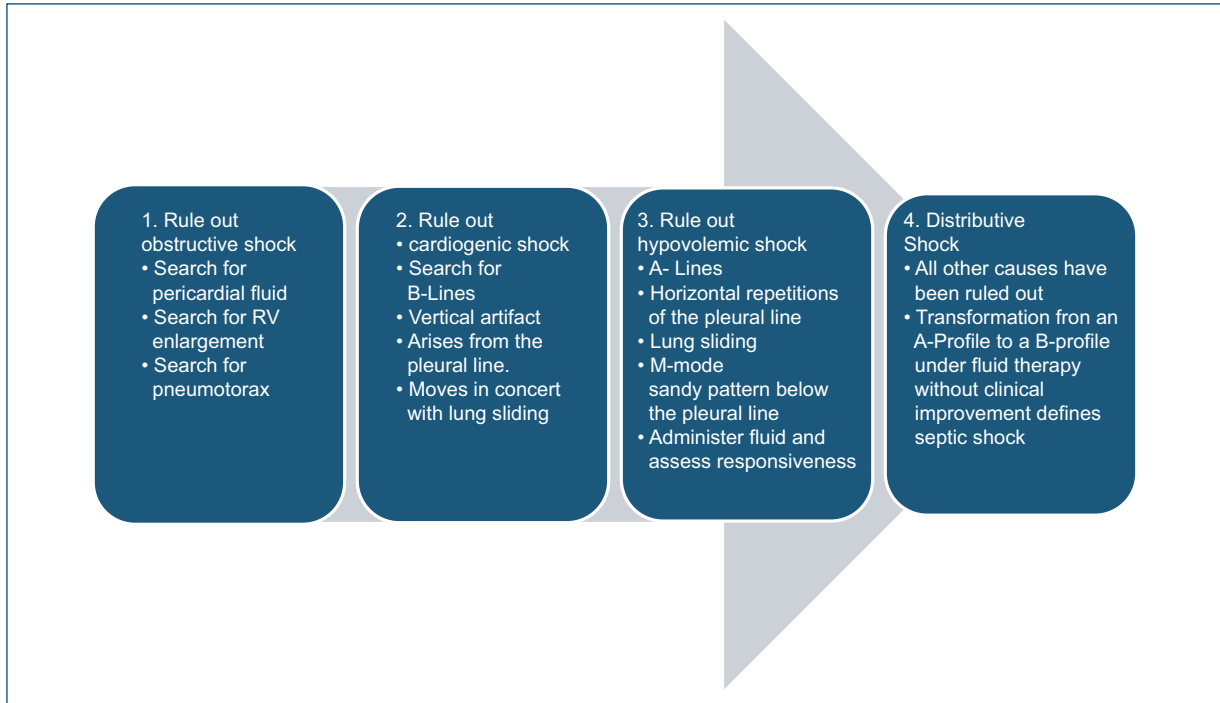 1. Rule out
obstructive shock
• Search for
pericardial fluid
• Search for RV
enlargement
• Search for
pneumotorax
2. Rule out
• cardiogenic shock
• Search for
B-Lines
• Vertical artifact
• Arises from the
pleural line.
• Moves in concert
with lung sliding
3. Rule out
hypovolemic shock
• A- Lines
• Horizontal repetitions
of the pleural line
• Lung sliding
• M-mode
sandy pattern below
the pleural line
• Administer fluid and
assess responsiveness
4. Distributive
Shock
• All other causes have
been ruled out
• Transformation fron an
A-Profile to a B-profile
under fluid therapy
without clinical
improvement defines
septic shock